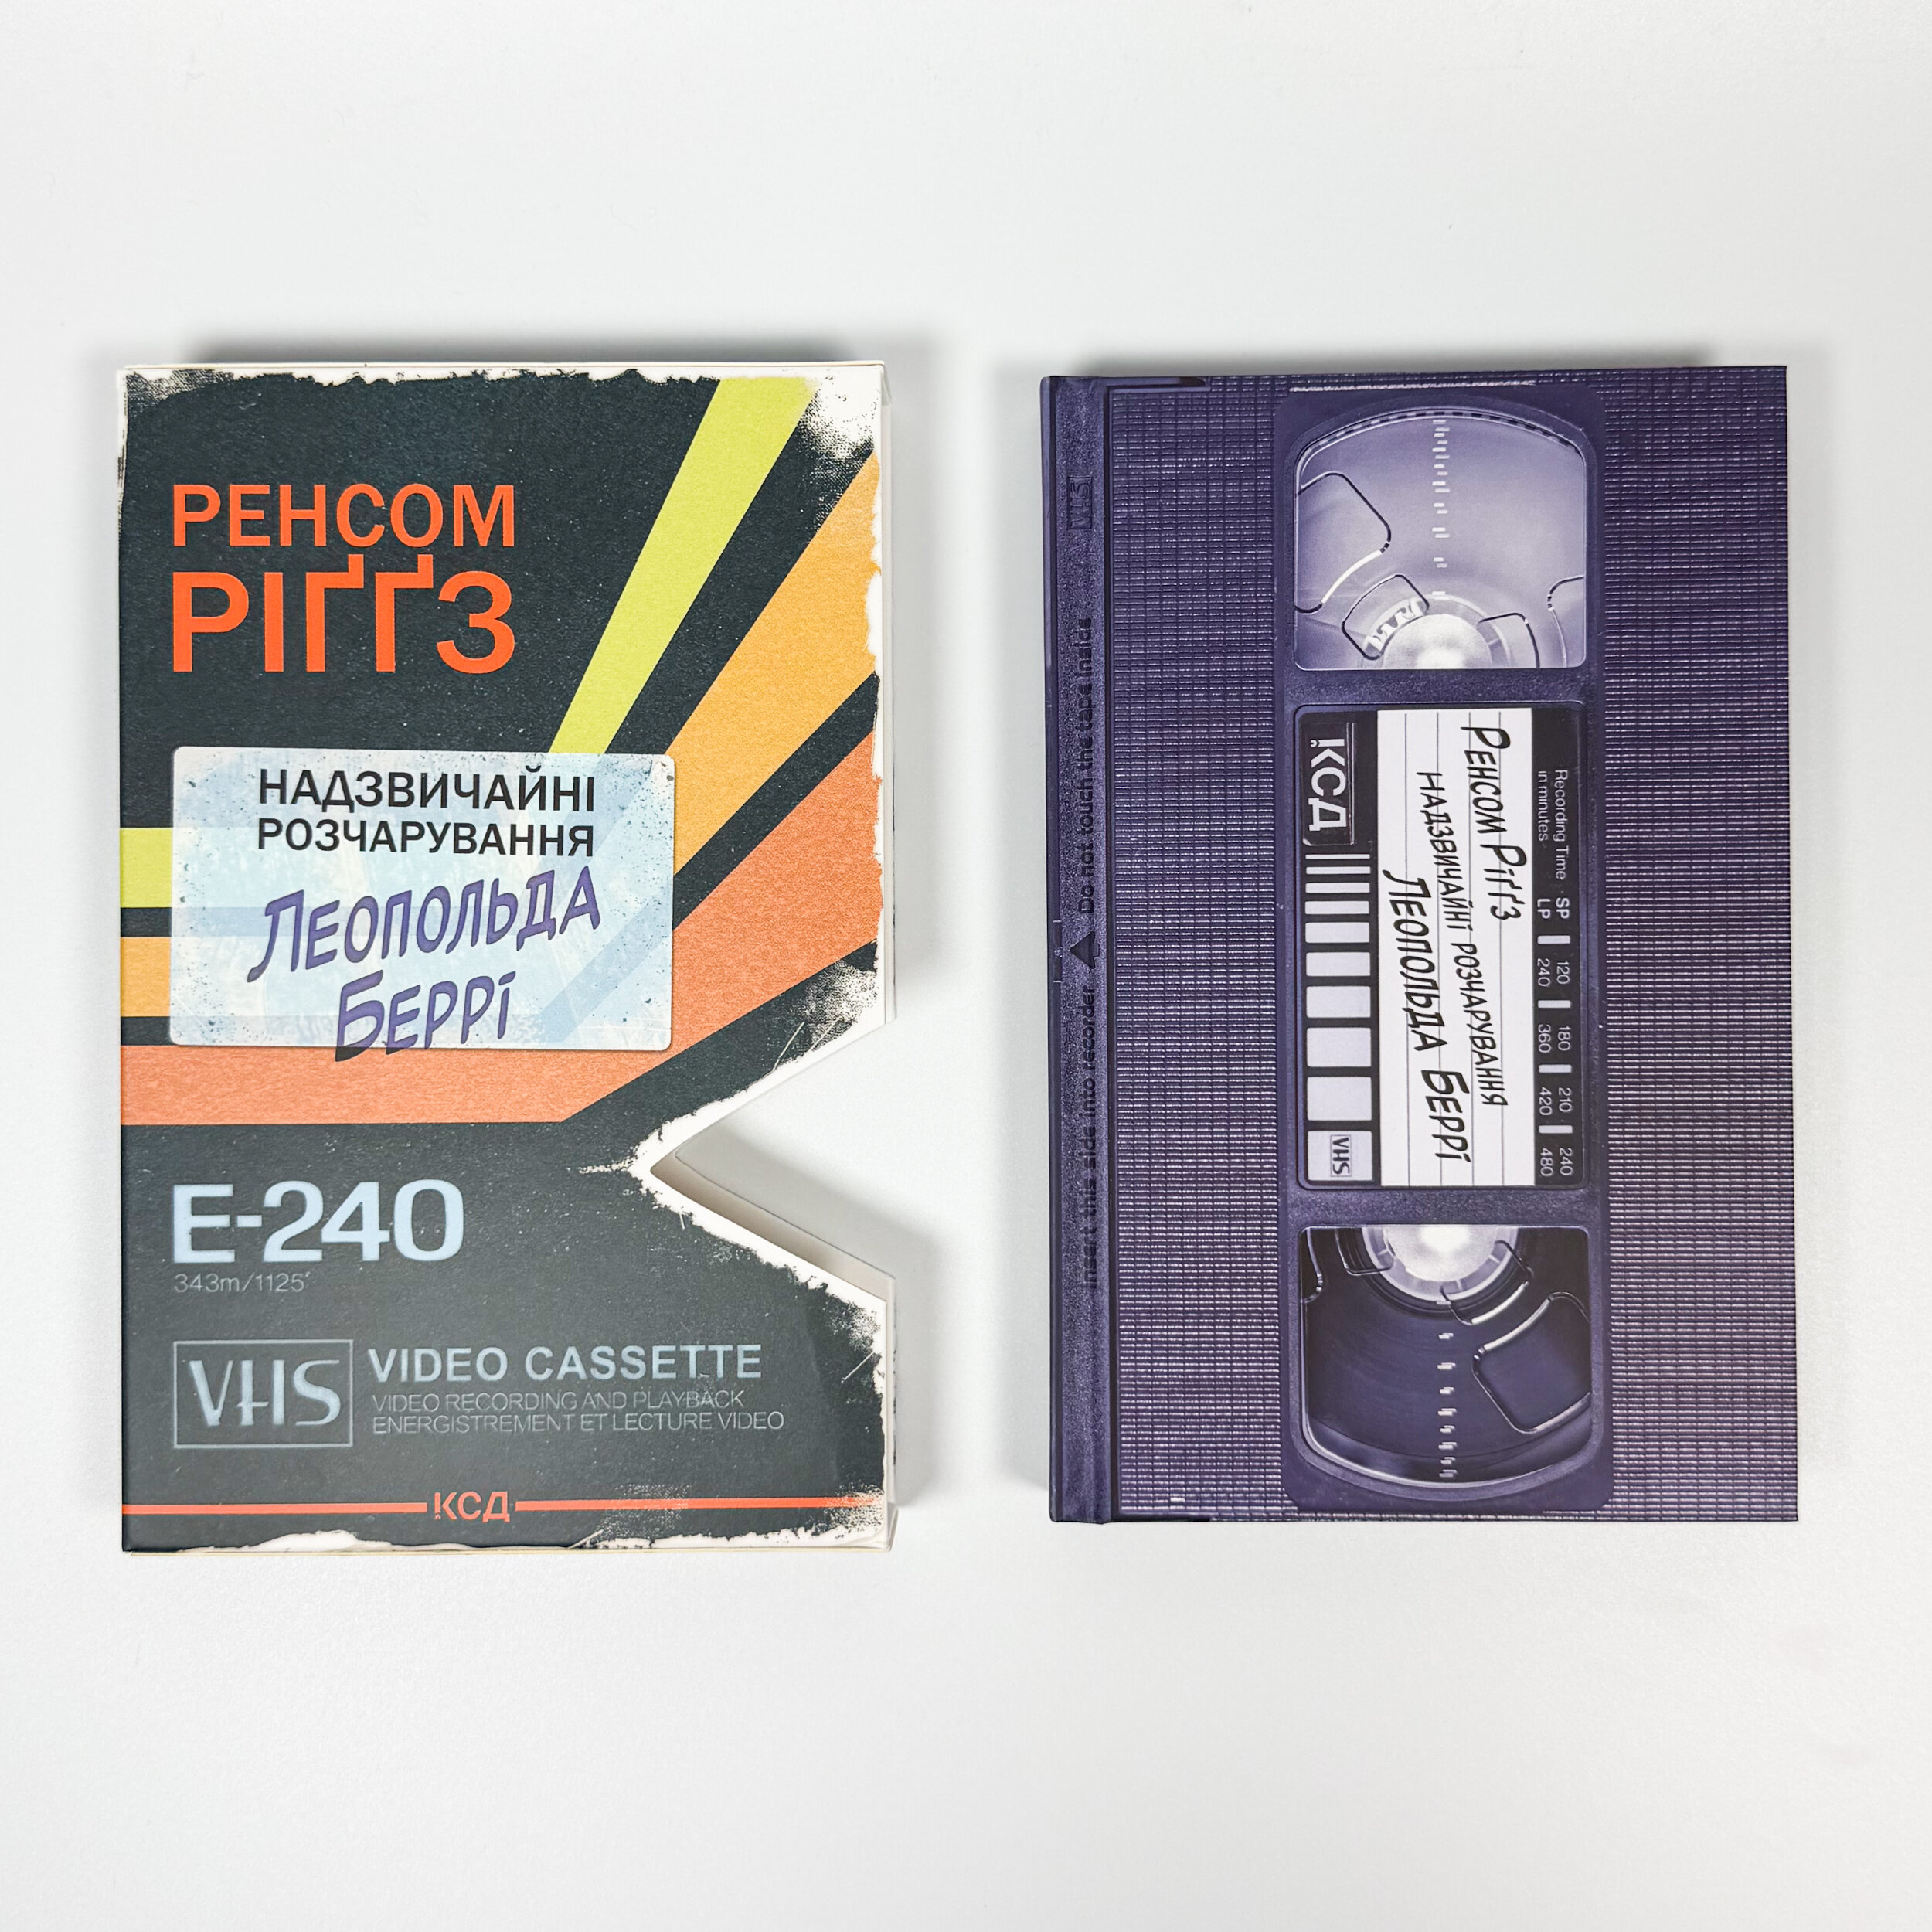 РЕНСОМ
РІҐҐЗ
НАДЗВИЧАЙНІ
РОЗЧАРУВАННЯ
ЛЕОПОЛЬДА
БЕРРІ
E-240
343m/1125'
VHS
VIDEO CASSETTE
VIDEO RECORDING AND PLAYBACK
ENERGISTREMENT ET LECTURE VIDEO
КСД
VHS
Insert this side into recorder ▲ Do not touch the tape inside
Recording Time SP 120 180 210 240
in minutes LP 240 360 420 480
РЕНСОМ РІҐҐЗ
НАДЗВИЧАЙНІ РОЗЧАРУВАННЯ
ЛЕОПОЛЬДА БЕРРІ
КСД
VHS